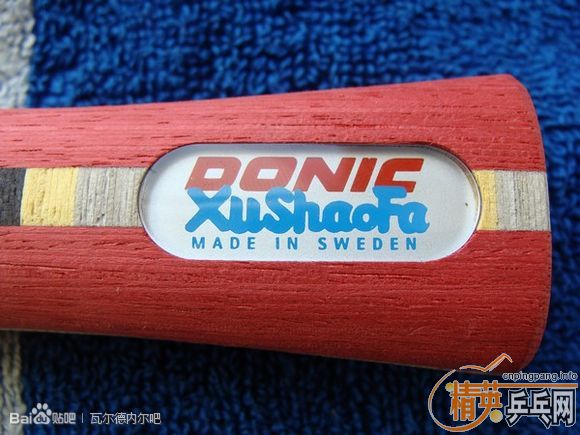 DONIC
XuShaoFa
MADE IN SWEDEN
cnpingpang.info
精英乒乓网
Bai贴吧 | 瓦尔德内尔吧